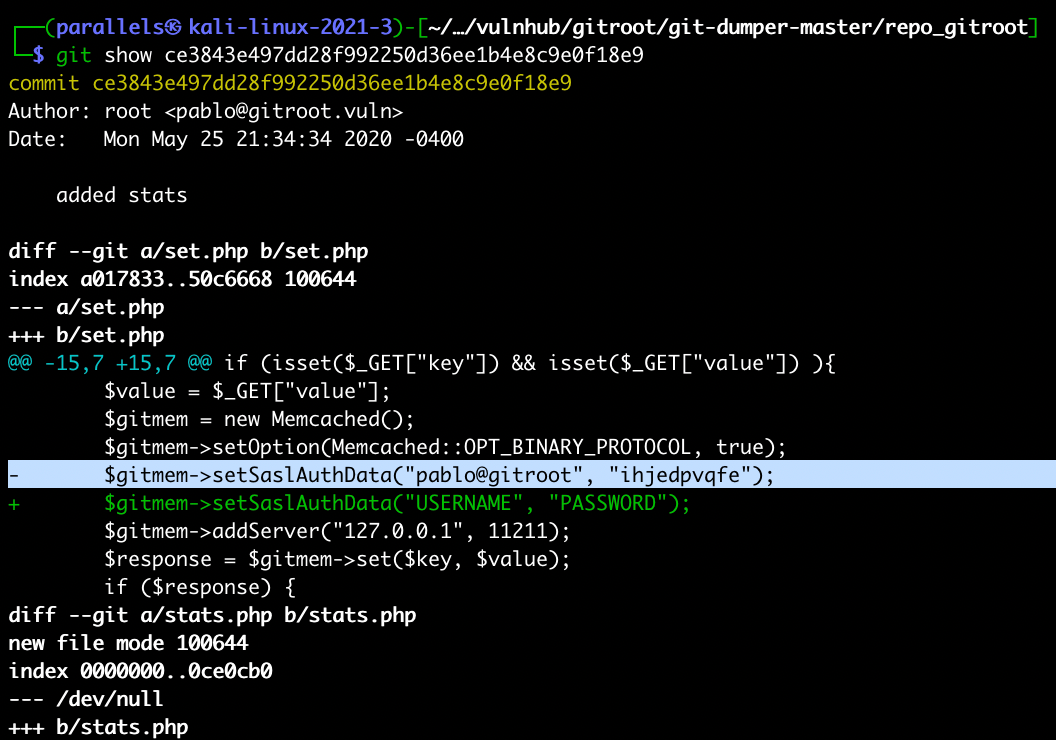 ┌──(parallels㉿kali-linux-2021-3)-[~/…/vulnhub/gitroot/git-dumper-master/repo_gitroot]
└─$ git show ce3843e497dd28f992250d36ee1b4e8c9e0f18e9
commit ce3843e497dd28f992250d36ee1b4e8c9e0f18e9
Author: root <pablo@gitroot.vuln>
Date:   Mon May 25 21:34:34 2020 -0400
    added stats
diff --git a/set.php b/set.php
index a017833..50c6668 100644
--- a/set.php
+++ b/set.php
@@ -15,7 +15,7 @@ if (isset($_GET["key"]) && isset($_GET["value"]) ){
        $value = $_GET["value"];
        $gitmem = new Memcached();
        $gitmem->setOption(Memcached::OPT_BINARY_PROTOCOL, true);
-       $gitmem->setSaslAuthData("pablo@gitroot", "ihjedpvqfe");
+       $gitmem->setSaslAuthData("USERNAME", "PASSWORD");
        $gitmem->addServer("127.0.0.1", 11211);
        $response = $gitmem->set($key, $value);
        if ($response) {
diff --git a/stats.php b/stats.php
new file mode 100644
index 0000000..0ce0cb0
--- /dev/null
+++ b/stats.php